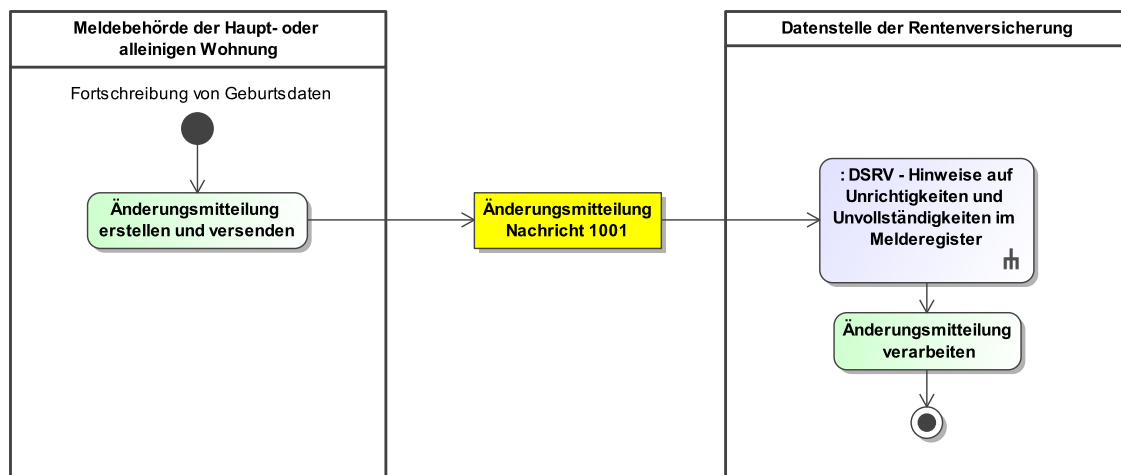 Meldebehörde der Haupt- oder
alleinigen Wohnung
Fortschreibung von Geburtsdaten
Änderungsmitteilung
erstellen und versenden
Änderungsmitteilung
Nachricht 1001
Datenstelle der Rentenversicherung
: DSRV - Hinweise auf
Unrichtigkeiten und
Unvollständigkeiten im
Melderegister
Änderungsmitteilung
verarbeiten